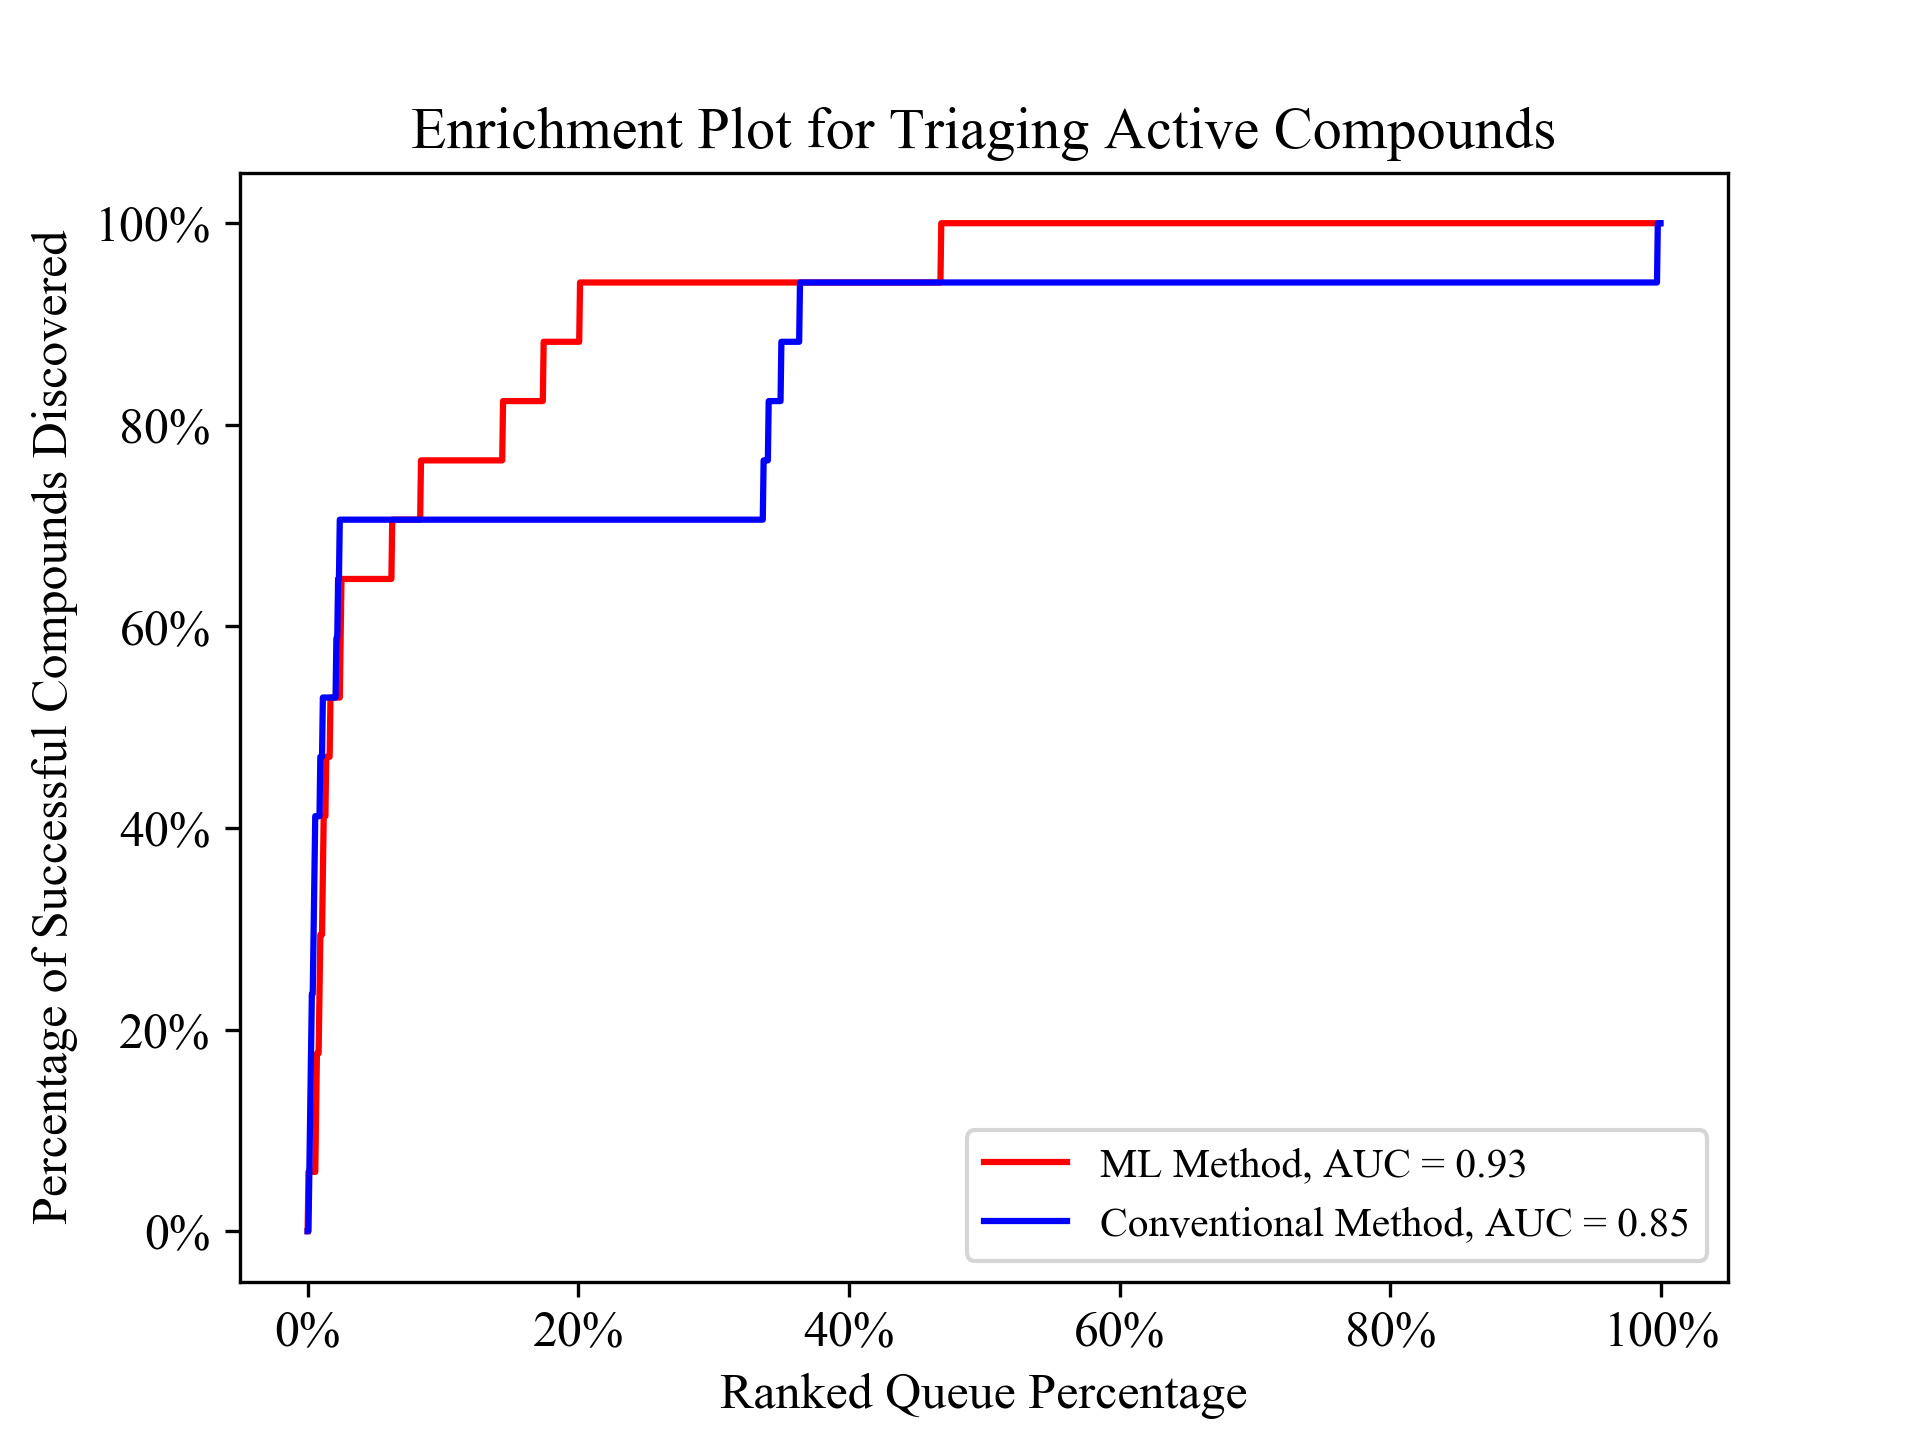 Enrichment Plot for Triaging Active Compounds
Percentage of Successful Compounds Discovered
100%
80%
60%
40%
20%
0%
ML Method, AUC = 0.93
Conventional Method, AUC = 0.85
0% 20% 40% 60% 80% 100%
Ranked Queue Percentage